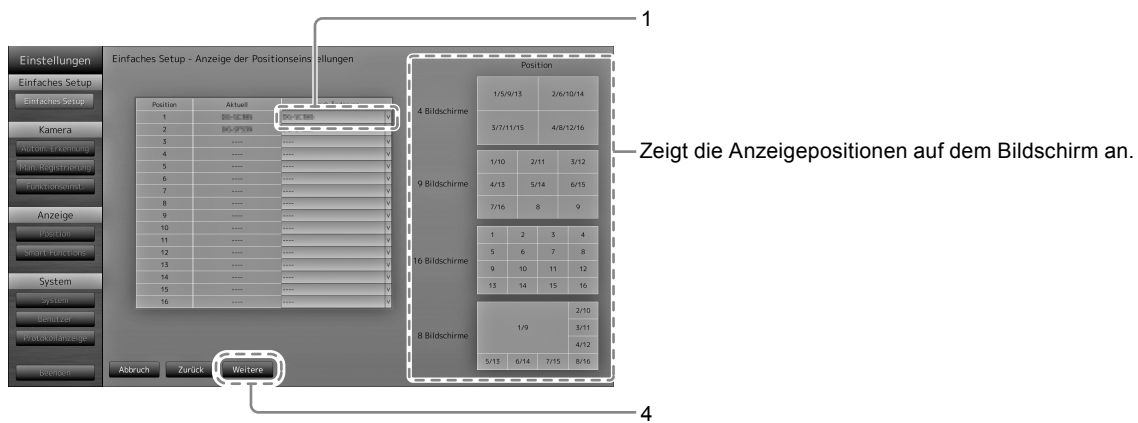 1
Einstellungen
Einfaches Setup
Einfaches Setup
Kamera
Autom. Erkennung
Man. Registrierung
Funktionseinst.
Anzeige
Position
Smart Functions
System
System
Benutzer
Protokollanzeige
Beenden
Einfaches Setup - Anzeige der Positionseinstellungen
Position Aktuell
1
2
3 ---- ---- v
4 ---- ---- v
5 ---- ---- v
6 ---- ---- v
7 ---- ---- v
8 ---- ---- v
9 ---- ---- v
10 ---- ---- v
11 ---- ---- v
12 ---- ---- v
13 ---- ---- v
14 ---- ---- v
15 ---- ---- v
16 ---- ---- v
Abbruch Zurück Weitere
Position
4 Bildschirme
1/5/9/13 2/6/10/14
3/7/11/15 4/8/12/16
9 Bildschirme
1/10 2/11 3/12
4/13 5/14 6/15
7/16 8 9
16 Bildschirme
1 2 3 4
5 6 7 8
9 10 11 12
13 14 15 16
8 Bildschirme
1/9 2/10
3/11
4/12
5/13 6/14 7/15 8/16
Zeigt die Anzeigepositionen auf dem Bildschirm an.
4